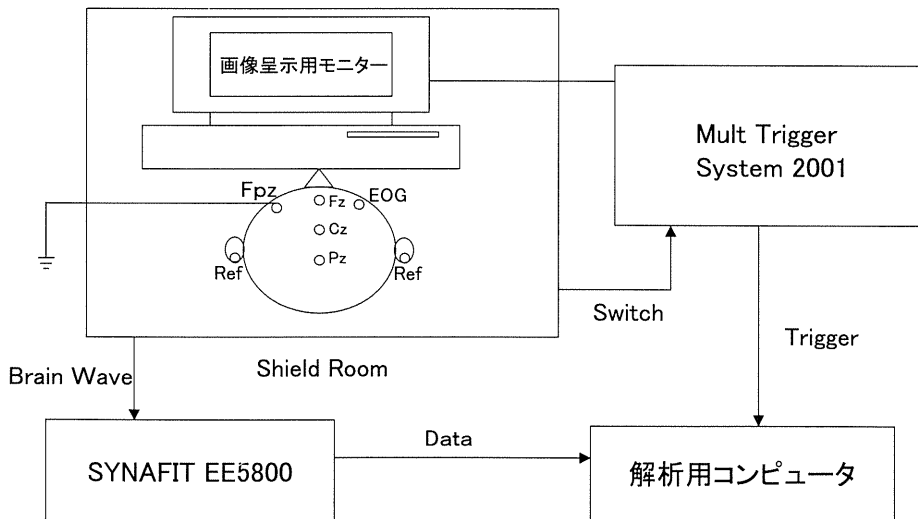 画像呈示用モニター
Mult Trigger
System 2001
Fpz
Fz
EOG
Cz
Pz
Ref
Ref
Switch
Trigger
Shield Room
Brain Wave
Data
SYNAFIT EE5800
解析用コンピュータ